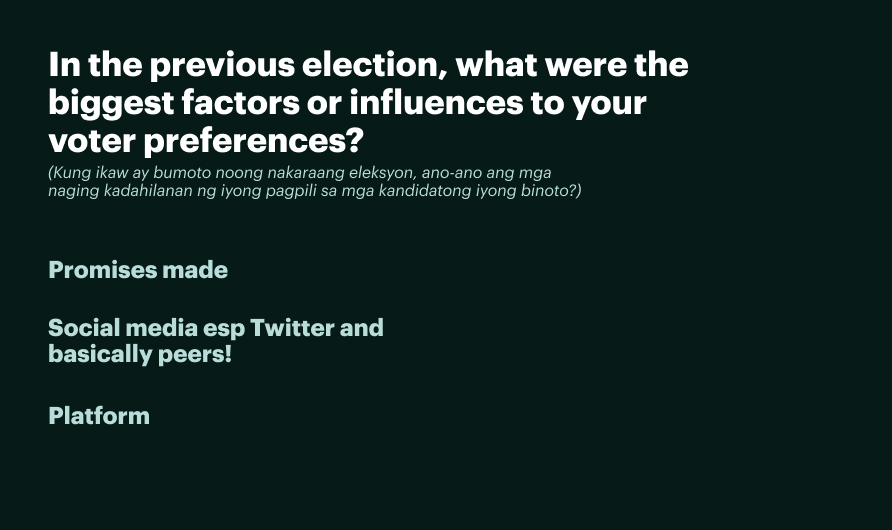 In the previous election, what were the
biggest factors or influences to your
voter preferences?
(Kung ikaw ay bumoto noong nakaraang eleksyon, ano-ano ang mga
naging kadahilanan ng iyong pagpili sa mga kandidatong iyong binoto?)
Promises made
Social media esp Twitter and
basically peers!
Platform